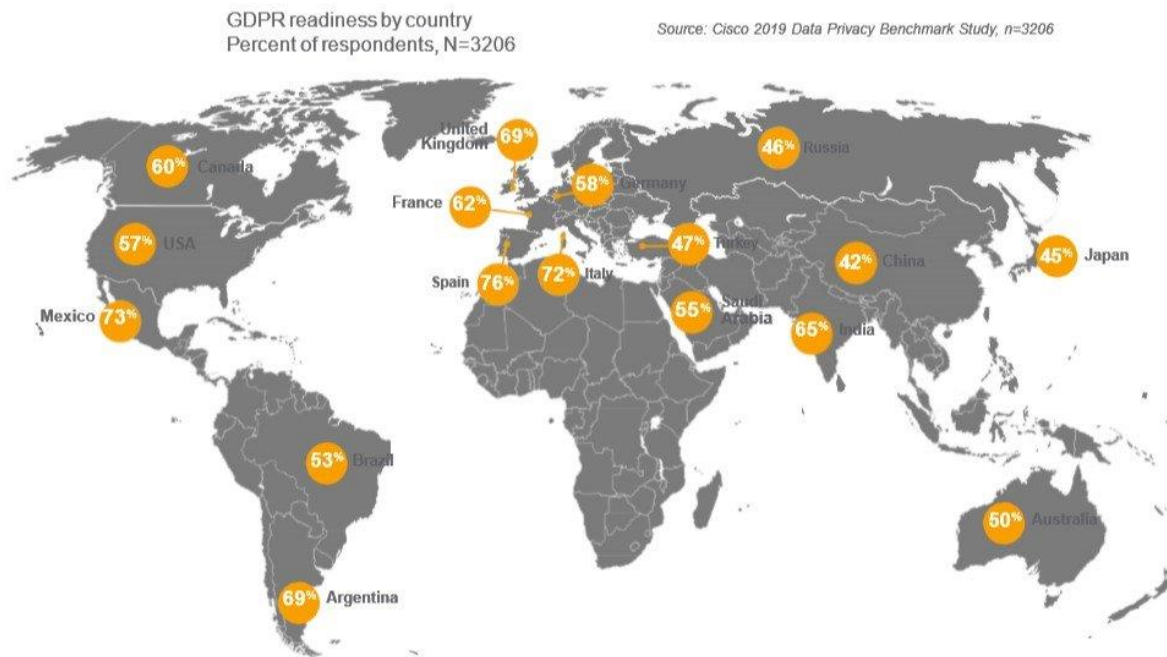 GDPR readiness by country
Percent of respondents, N=3206
Source: Cisco 2019 Data Privacy Benchmark Study, n=3206
United
Kingdom
69%
60%
Canada
46%
Russia
58%
Germany
France
62%
57%
USA
47%
Turkey
42%
China
45%
Japan
Spain
76%
72%
Italy
Mexico
73%
55%
Saudi
Arabia
65%
India
53%
Brazil
50%
Australia
69%
Argentina